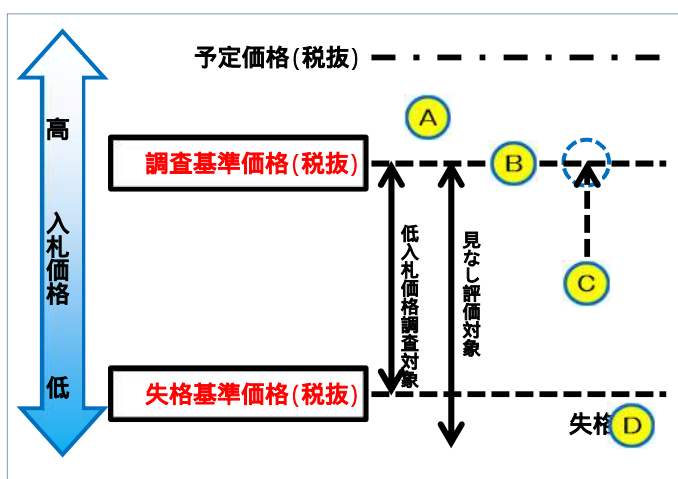 予定価格(税抜)
高
A
調査基準価格(税抜)
B
入札価格
低入札価格調査対象
見なし評価対象
C
低
失格基準価格(税抜)
失格
D